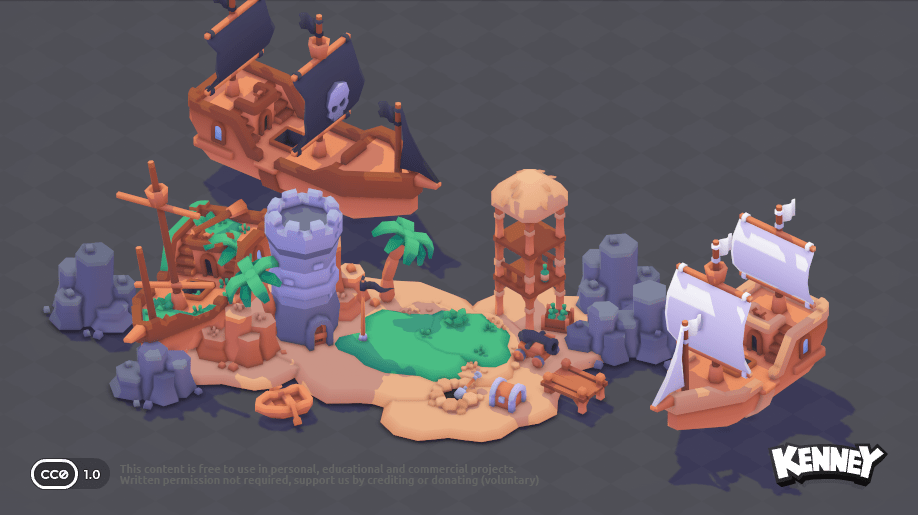 CC0 1.0
This content is free to use in personal, educational and commercial projects.
Written permission not required, support us by crediting or donating (voluntary)
KENNEY